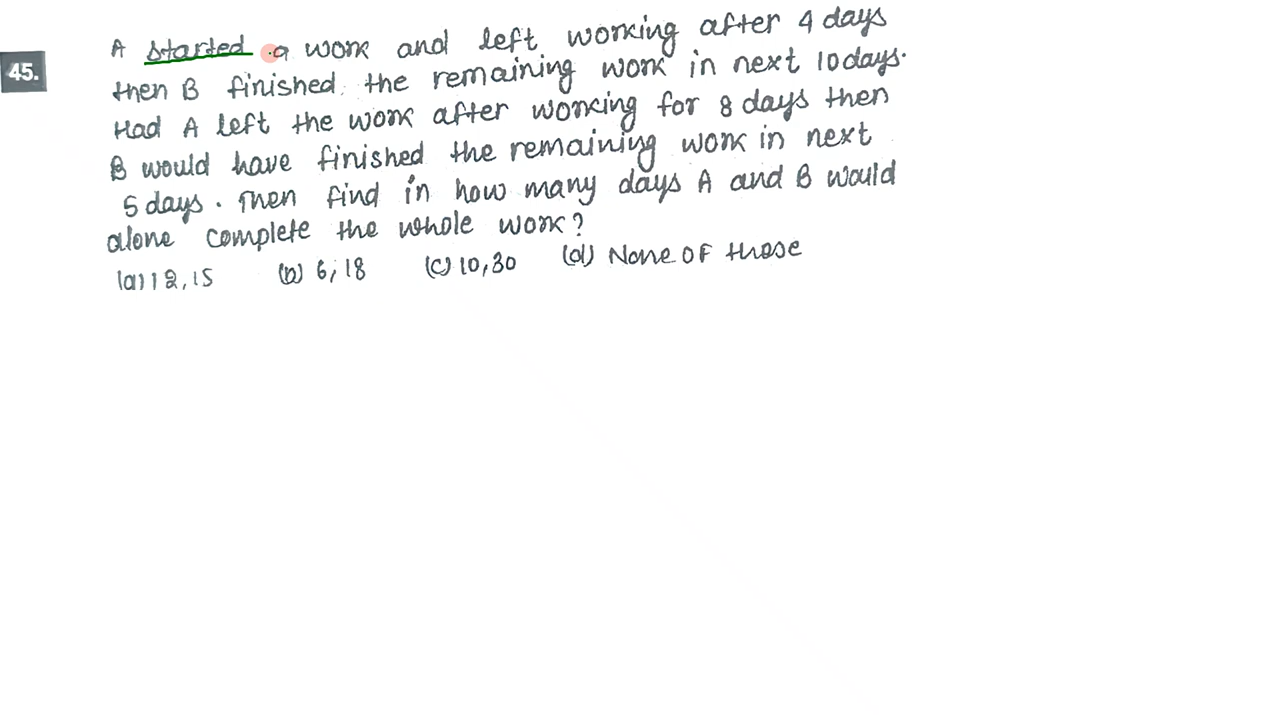 45.
A started a work and left working after 4 days
then B finished the remaining work in next 10 days.
Had A left the work after working for 8 days then
B would have finished the remaining work in next
5 days. Then find in how many days A and B would
alone complete the whole work?
(a) 12, 15 (b) 6, 18 (c) 10, 30 (d) None of these